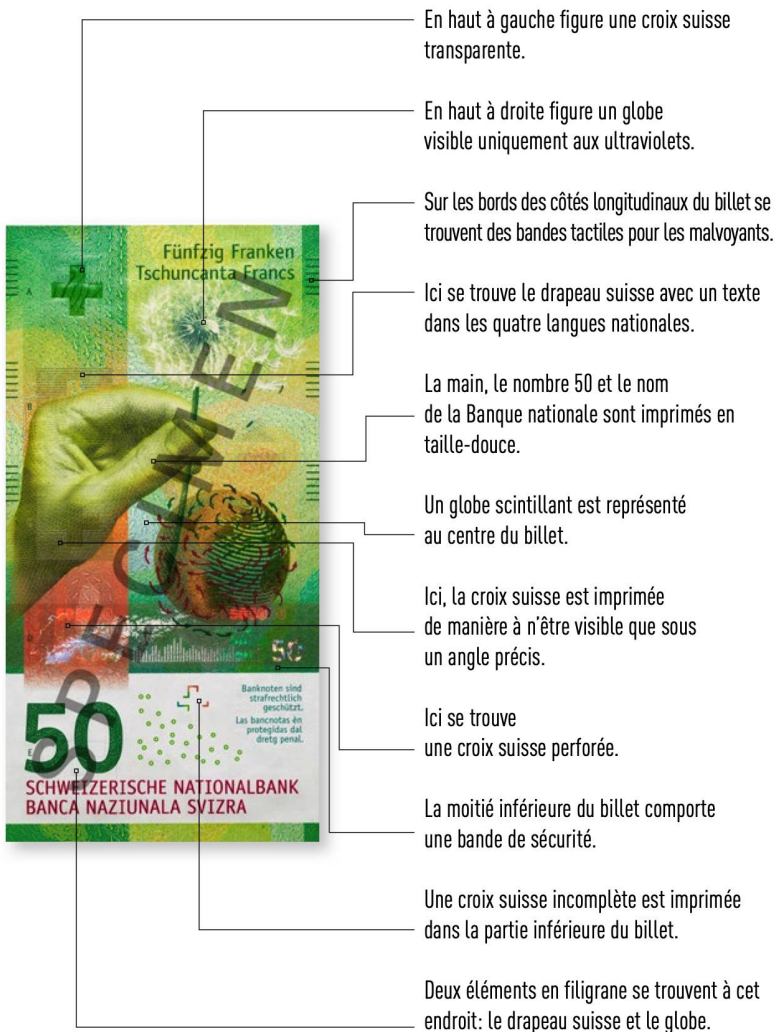 En haut à gauche figure une croix suisse
transparente.
En haut à droite figure un globe
visible uniquement aux ultraviolets.
Sur les bords des côtés longitudinaux du billet se
trouvent des bandes tactiles pour les malvoyants.
Ici se trouve le drapeau suisse avec un texte
dans les quatre langues nationales.
La main, le nombre 50 et le nom
de la Banque nationale sont imprimés en
taille-douce.
Un globe scintillant est représenté
au centre du billet.
Ici, la croix suisse est imprimée
de manière à n'être visible que sous
un angle précis.
Ici se trouve
une croix suisse perforée.
La moitié inférieure du billet comporte
une bande de sécurité.
Une croix suisse incomplète est imprimée
dans la partie inférieure du billet.
Deux éléments en filigrane se trouvent à cet
endroit: le drapeau suisse et le globe.
Fünfzig Franken
Tschuncanta Francs
SPECIMEN
A
B
50
Banknoten sind
strafrechtlich
geschützt.
Las bancnotas èn
protegidas dal
dretg penal.
50
E
SCHWEIZERISCHE NATIONALBANK
BANCA NAZIUNALA SVIZRA